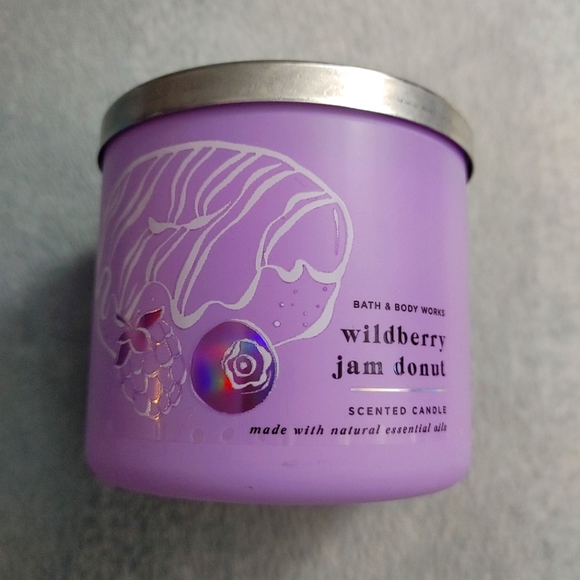 BATH & BODY WORKS
wildberry
jam donut
SCENTED CANDLE
made with natural essential oils